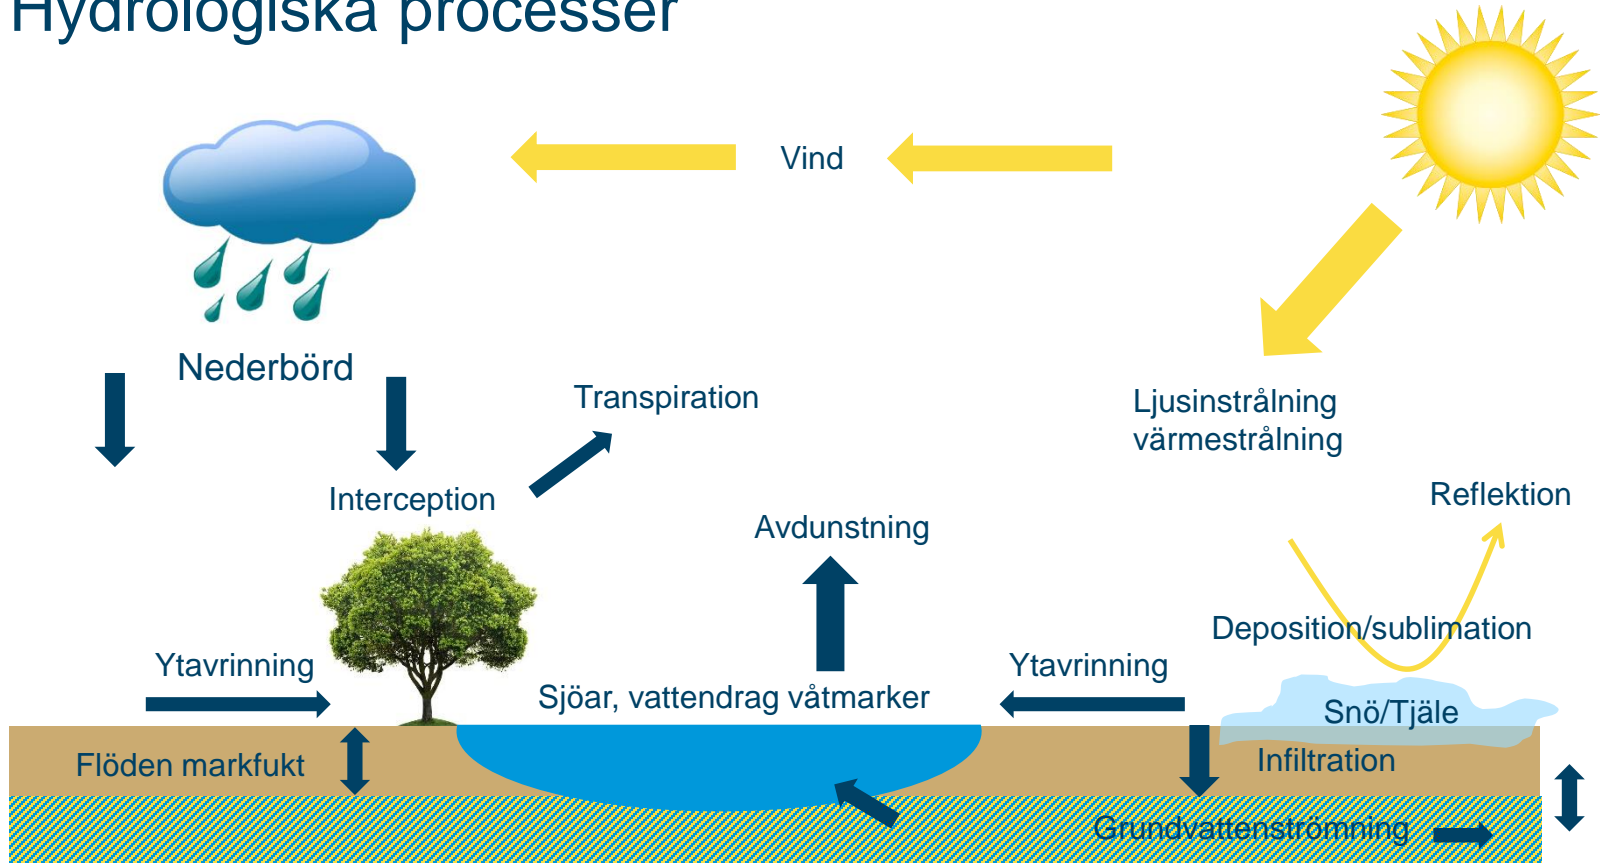 Hydrologiska processer
Vind
Nederbörd
Transpiration
Ljusinstrålning
värmestrålning
Interception
Reflektion
Avdunstning
Deposition/sublimation
Ytavrinning
Ytavrinning
Sjöar, vattendrag våtmarker
Snö/Tjäle
Flöden markfukt
Infiltration
Grundvattenströmning